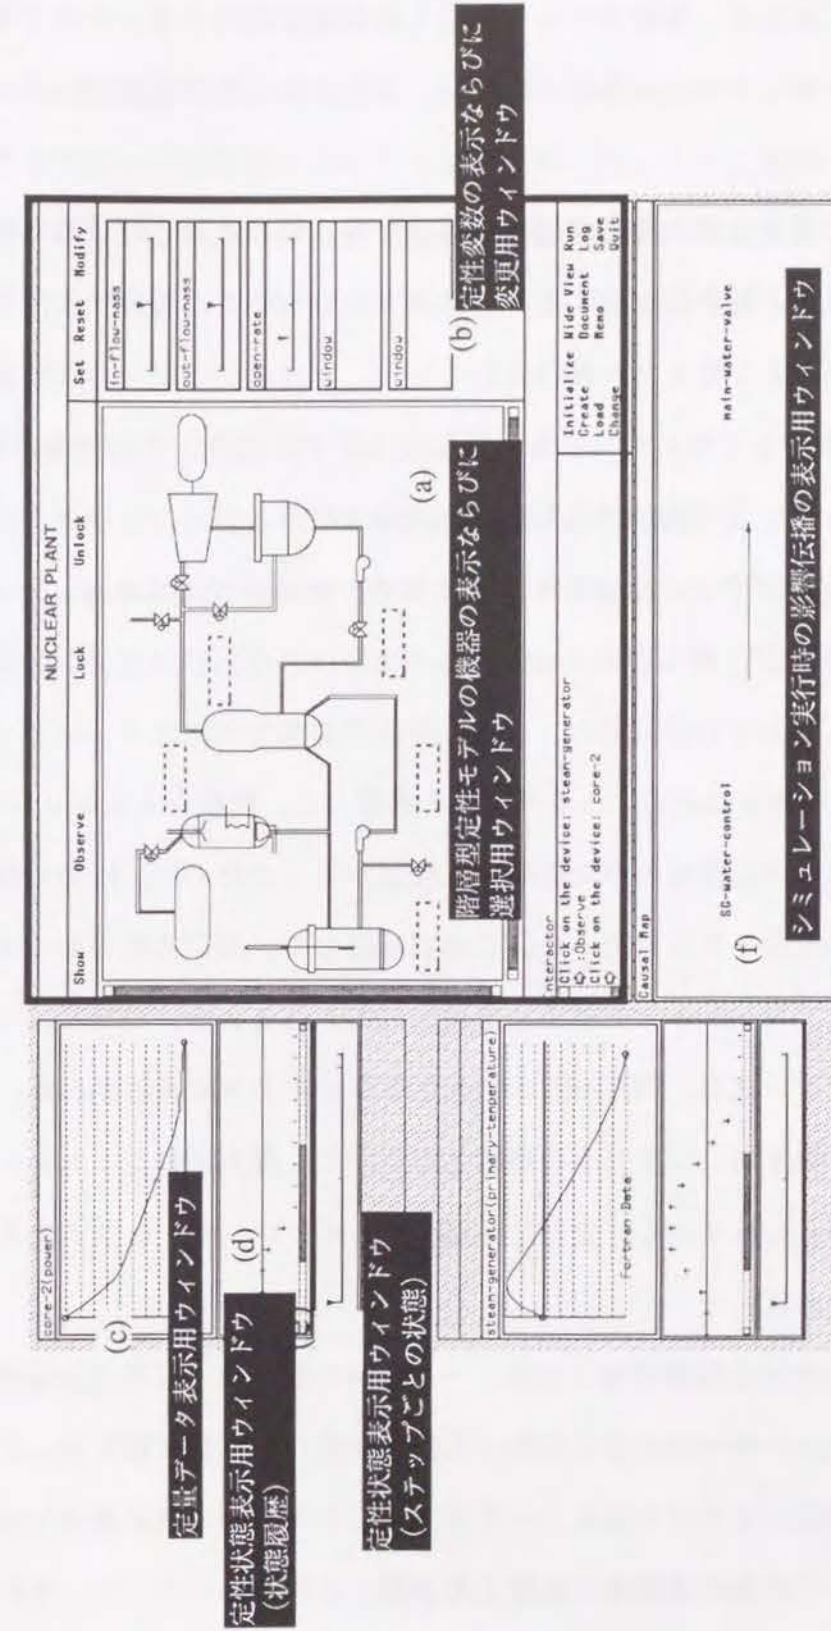 core-2(power)
(c)
定量データ表示用ウィンドウ
(d)
定性状態表示用ウィンドウ
(状態履歴)
定性状態表示用ウィンドウ
(ステップごとの状態)
steam-generator(primary-temperature)
Fortran Data
NUCLEAR PLANT
Show Observe Lock Unlock Set Reset Modify
in-flow-mass
out-flow-mass
open-rate
window
window
(a)
階層型定性モデルの機器の表示ならびに
選択用ウィンドウ
(b)
定性変数の表示ならびに
変更用ウィンドウ
Interactor
Click on the device: steam-generator
:Observe
Click on the device: core-2
Initialize Wide View Run
Create Document Log
Load Memo Save
Change Quit
Causal Map
SG-water-control main-water-valve
(f)
シミュレーション実行時の影響伝播の表示用ウィンドウ